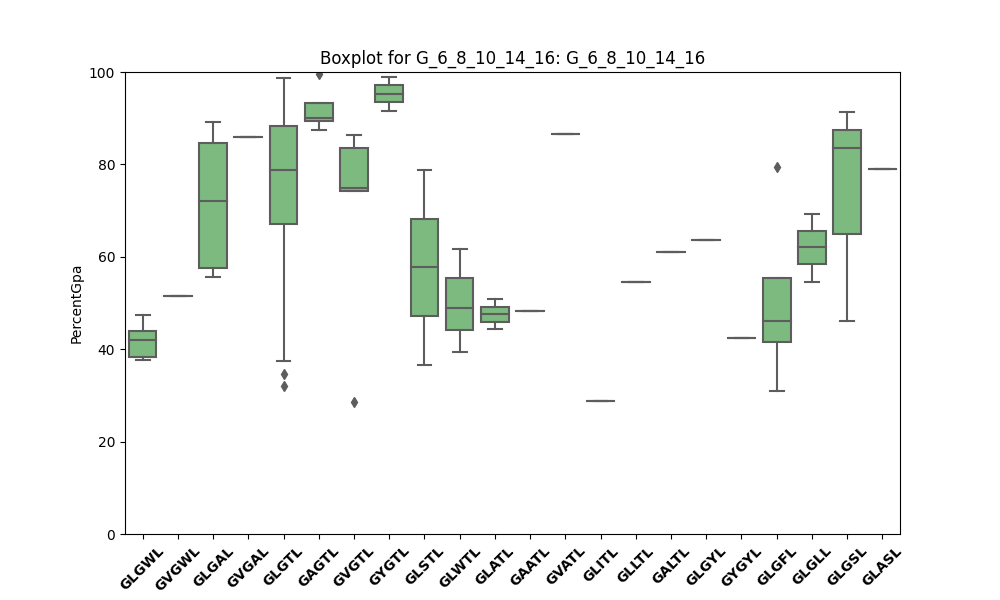 Boxplot for G_6_8_10_14_16: G_6_8_10_14_16
PercentGpa
100
80
60
40
20
0
GLGWL
GVGWL
GLGAL
GVGAL
GLGTL
GAGTL
GVGTL
GYGTL
GLSTL
GLWTL
GLATL
GAATL
GVATL
GLITL
GLLTL
GALTL
GLGYL
GYGYL
GLGFL
GLGLL
GLGSL
GLASL